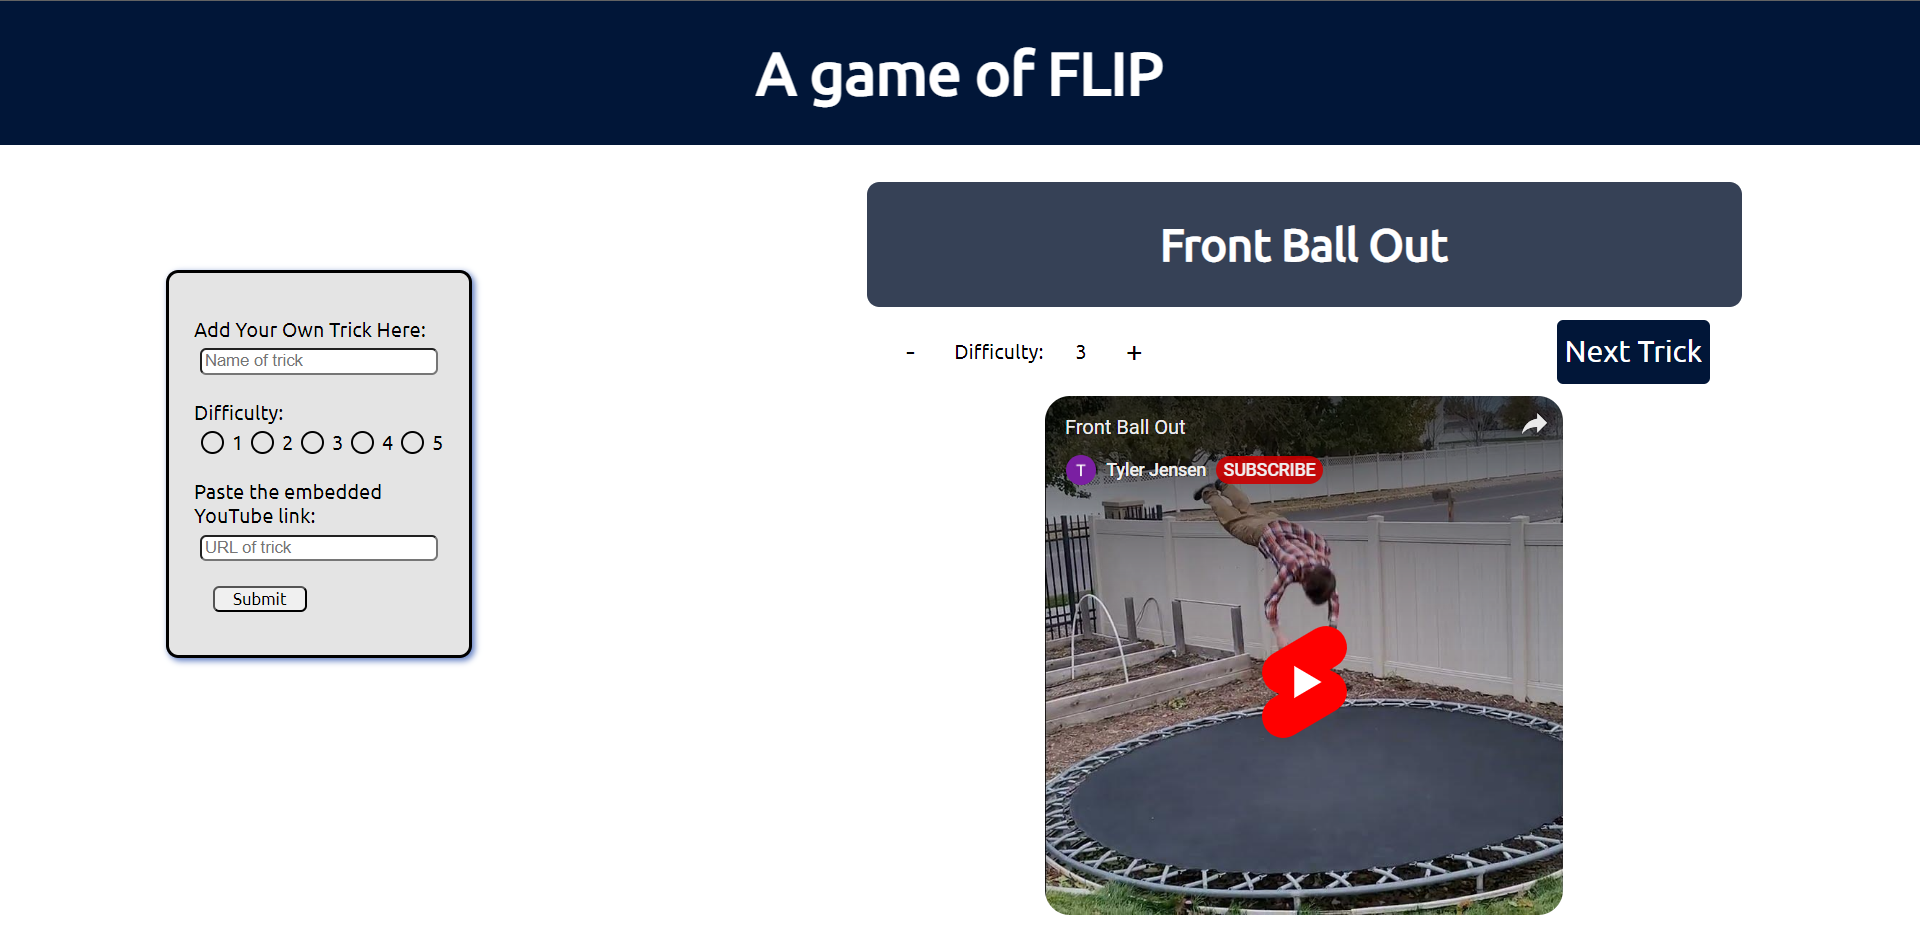 A game of FLIP
Add Your Own Trick Here:
Name of trick
Difficulty:
1 2 3 4 5
Paste the embedded
YouTube link:
URL of trick
Submit
Front Ball Out
- Difficulty: 3 +
Next Trick
Front Ball Out
T Tyler Jensen SUBSCRIBE